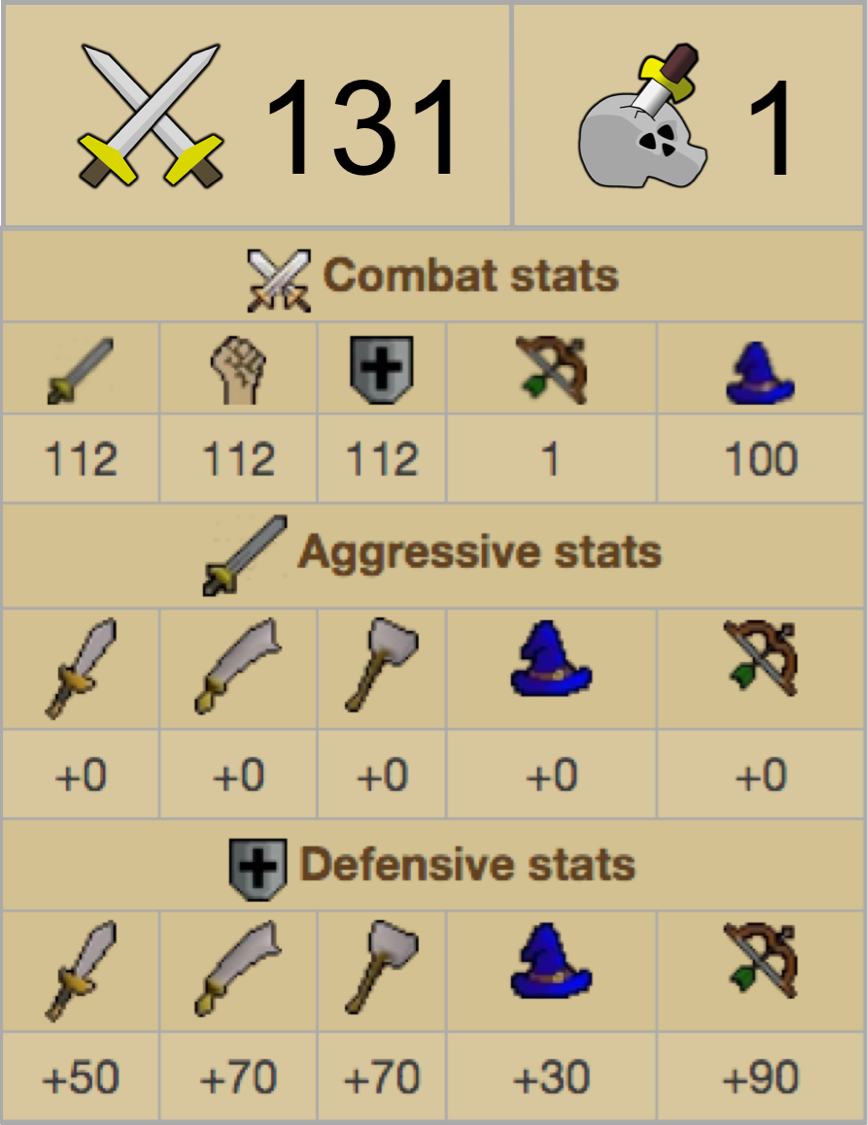 131 1
Combat stats
112 112 112 1 100
Aggressive stats
+0 +0 +0 +0 +0
Defensive stats
+50 +70 +70 +30 +90